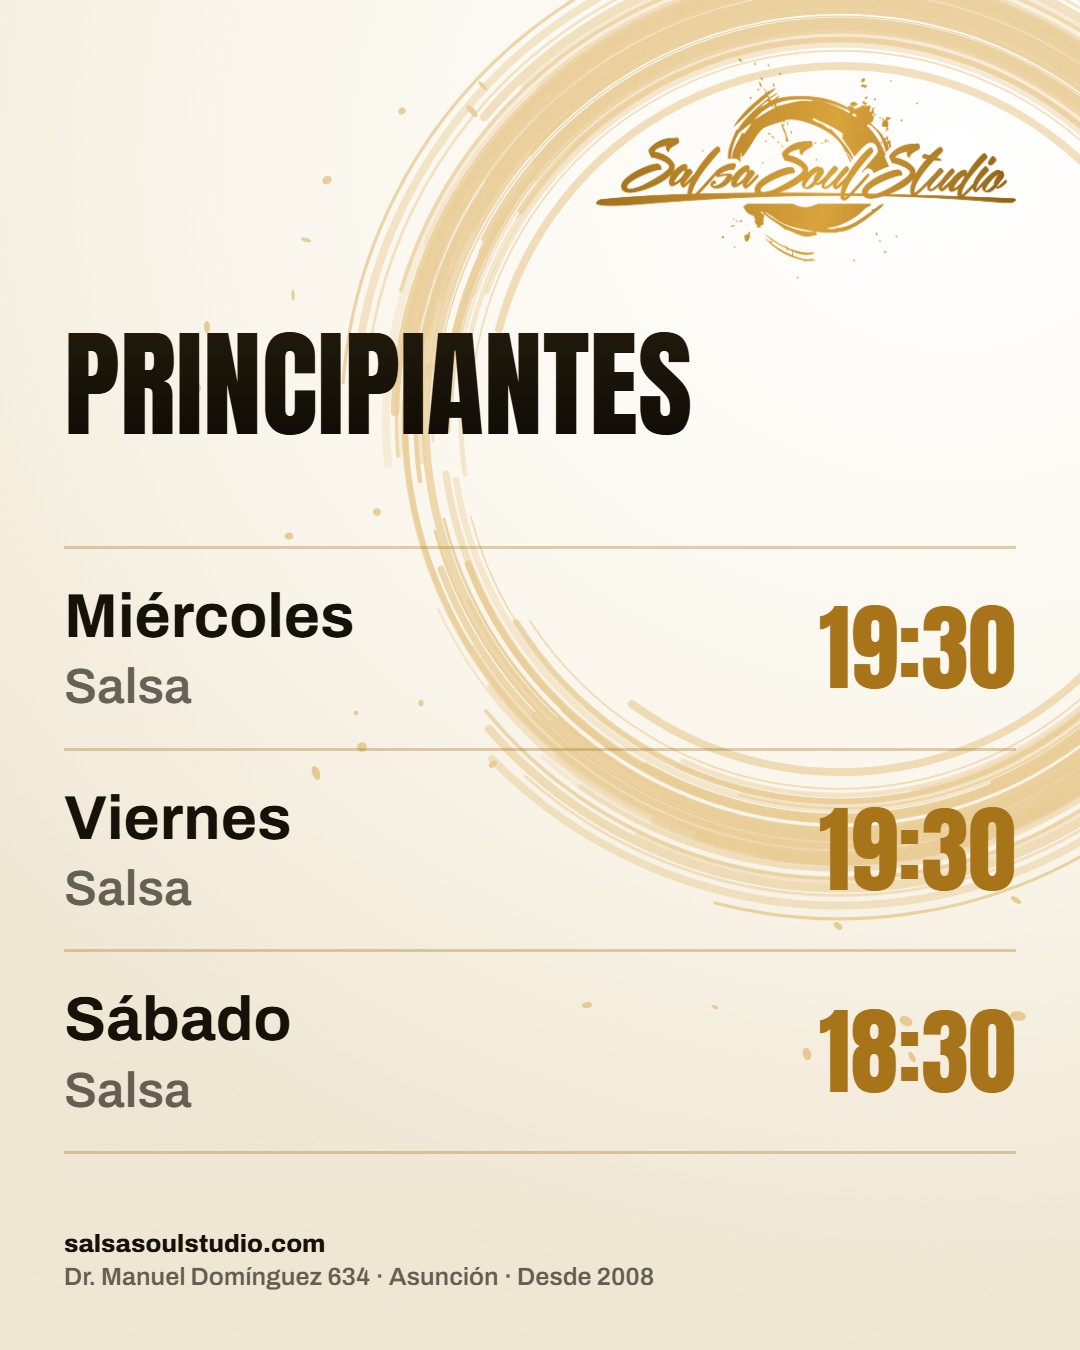 Salsa Soul Studio
PRINCIPIANTES
Miércoles
Salsa
19:30
Viernes
Salsa
19:30
Sábado
Salsa
18:30
salsasoulstudio.com
Dr. Manuel Domínguez 634 · Asunción · Desde 2008